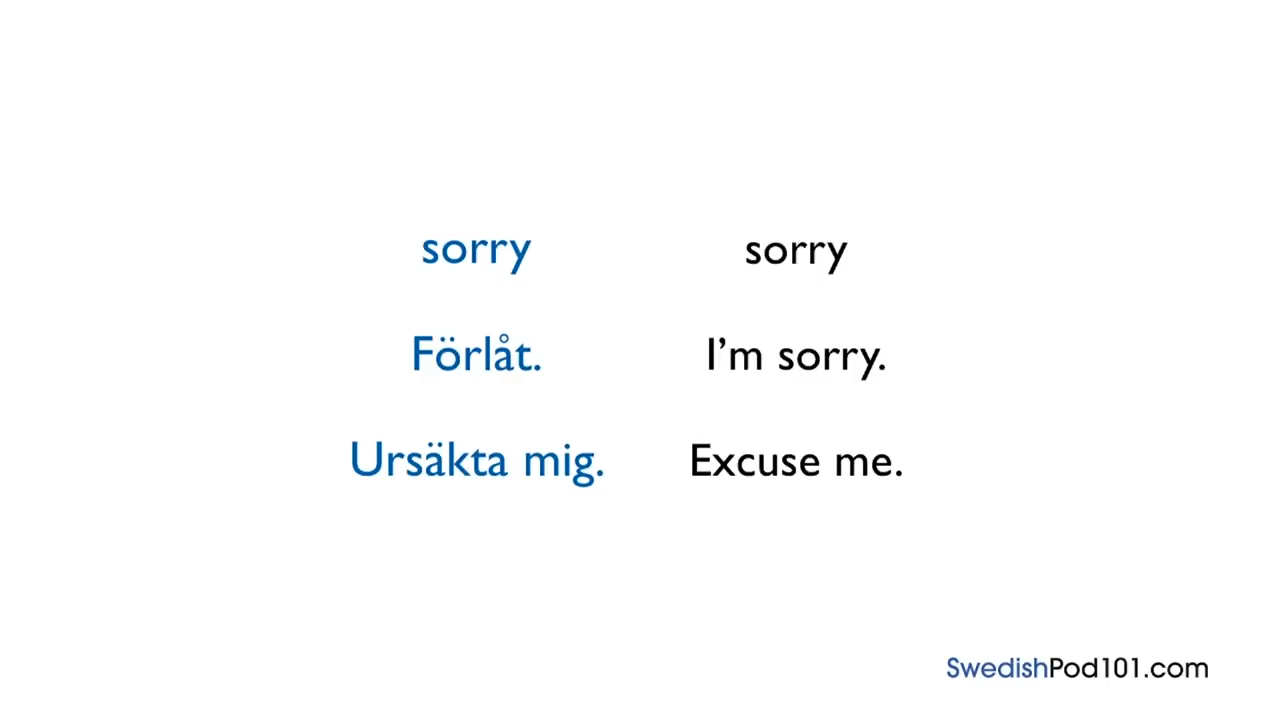 sorry sorry
Förlåt. I'm sorry.
Ursäkta mig. Excuse me.
SwedishPod101.com